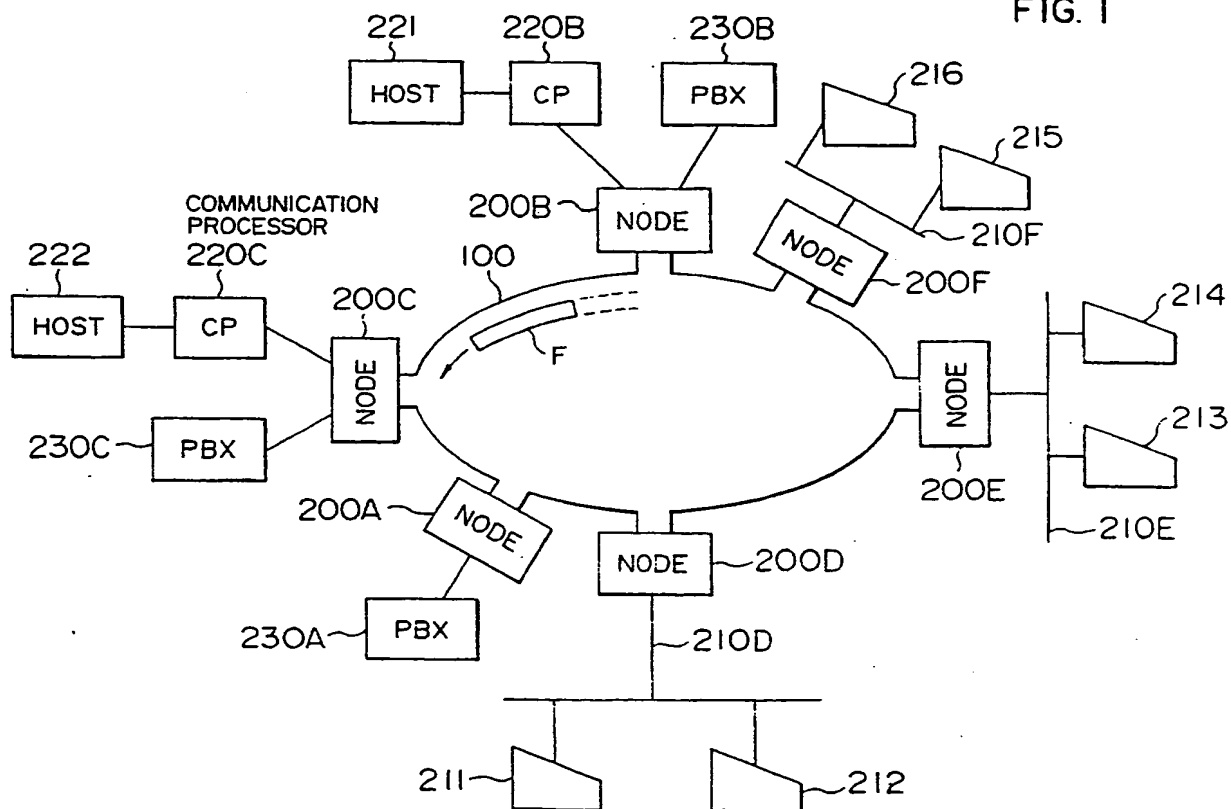 FIG. 1
221
220B
230B
HOST
CP
PBX
216
215
COMMUNICATION
PROCESSOR
200B
NODE
210F
NODE
200F
222
220C
100
200C
HOST
CP
NODE
F
214
NODE
213
230C
PBX
200E
200A
NODE
210E
NODE
200D
230A
PBX
210D
211
212